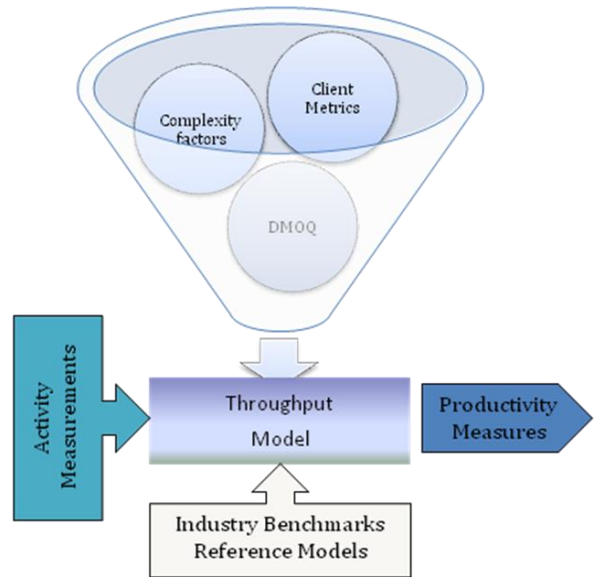 Client
Metrics
Complexity
factors
DMOQ
Activity
Measurements
Throughput
Model
Productivity
Measures
Industry Benchmarks
Reference Models